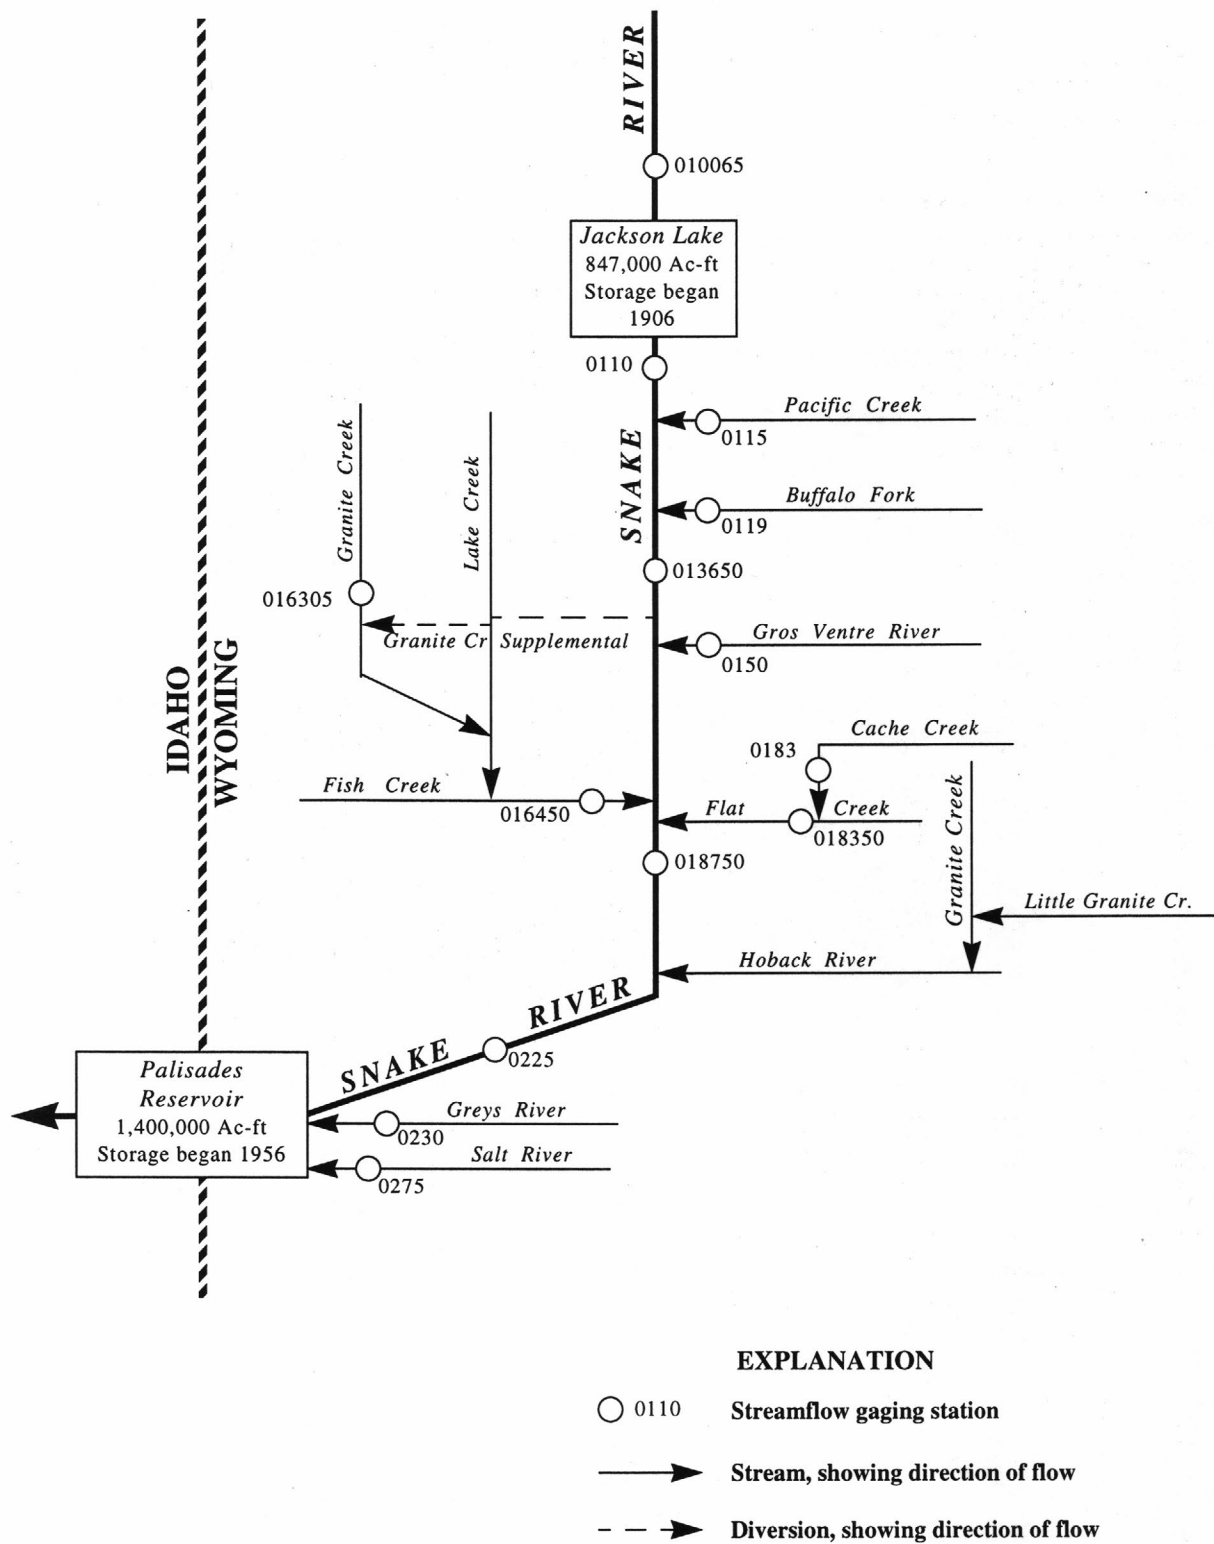 RIVER
010065
Jackson Lake
847,000 Ac-ft
Storage began
1906
0110
Pacific Creek
0115
SNAKE
Granite Creek
Lake Creek
Buffalo Fork
0119
013650
016305
Granite Cr Supplemental
Gros Ventre River
0150
IDAHO
WYOMING
Cache Creek
0183
Fish Creek
016450
Flat Creek
018350
Granite Creek
018750
Little Granite Cr.
Hoback River
SNAKE RIVER
0225
Palisades
Reservoir
1,400,000 Ac-ft
Storage began 1956
Greys River
0230
Salt River
0275
EXPLANATION
0110 Streamflow gaging station
Stream, showing direction of flow
Diversion, showing direction of flow